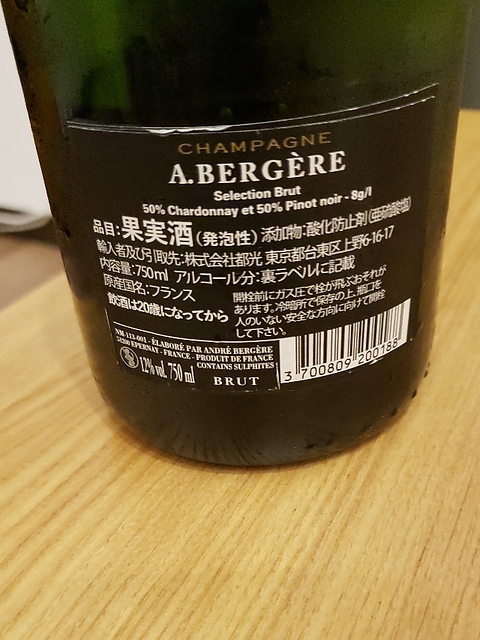 CHAMPAGNE
A.BERGÈRE
Selection Brut
50% Chardonnay et 50% Pinot noir - 8g/l
品目:果実酒(発泡性) 添加物:酸化防止剤(亜硫酸塩)
輸入者及び引取先:株式会社都光 東京都台東区上野6-16-17
内容量:750ml アルコール分:裏ラベルに記載
原産国名:フランス
飲酒は20歳になってから
開栓前にガス圧で栓が飛ぶおそれが
あります。冷暗所で保存の上、瓶口を
人のいない安全な方向に向けて開栓
して下さい。
NM-113-001 - ÉLABORÉ PAR ANDRÉ BERGÈRE
51200 EPERNAY - FRANCE - PRODUIT DE FRANCE
CONTAINS SULPHITES
12% vol. 750 ml
BRUT
3 700809 200188